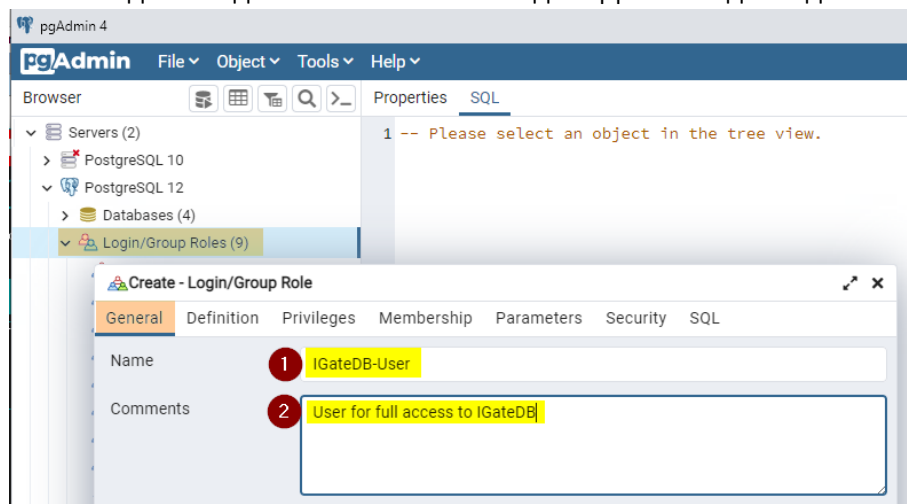 pgAdmin 4
pgAdmin File Object Tools Help
Browser Properties SQL
Servers (2) 1 -- Please select an object in the tree view.
PostgreSQL 10
PostgreSQL 12
Databases (4)
Login/Group Roles (9)
Create - Login/Group Role
General Definition Privileges Membership Parameters Security SQL
Name 1 IGateDB-User
Comments 2 User for full access to IGateDB